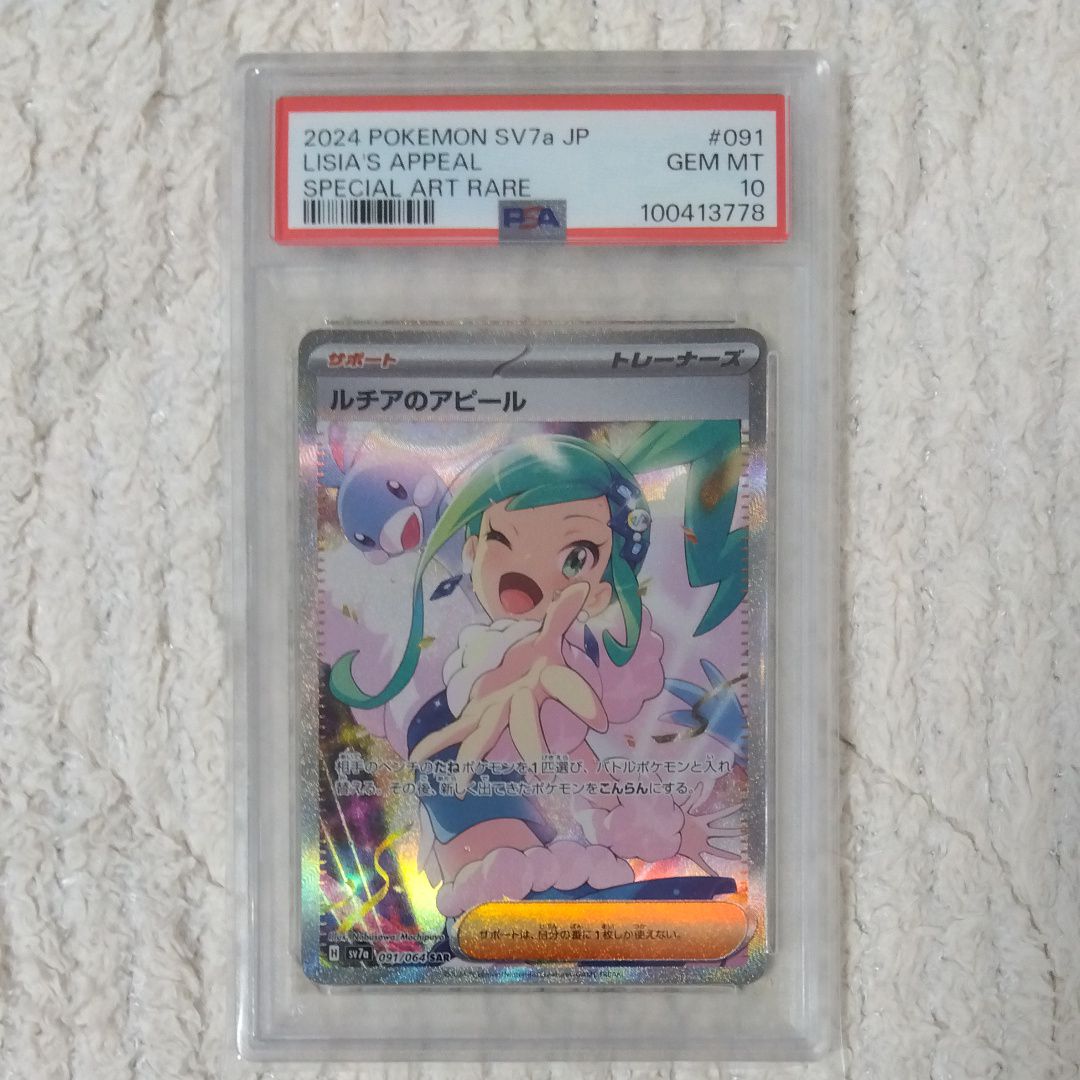 2024 POKEMON SV7a JP #091
LISIA'S APPEAL GEM MT
SPECIAL ART RARE 10
PSA 100413778
サポート トレーナーズ
ルチアのアピール
相手のベンチのたねポケモンを1匹選び、バトルポケモンと入れ
替える。その後、新しく出てきたポケモンをこんらんにする。
サポートは、自分の番に1枚しか使えない。
Illus. Nobusawa Machipuyo
H sv7a 091/064 SAR